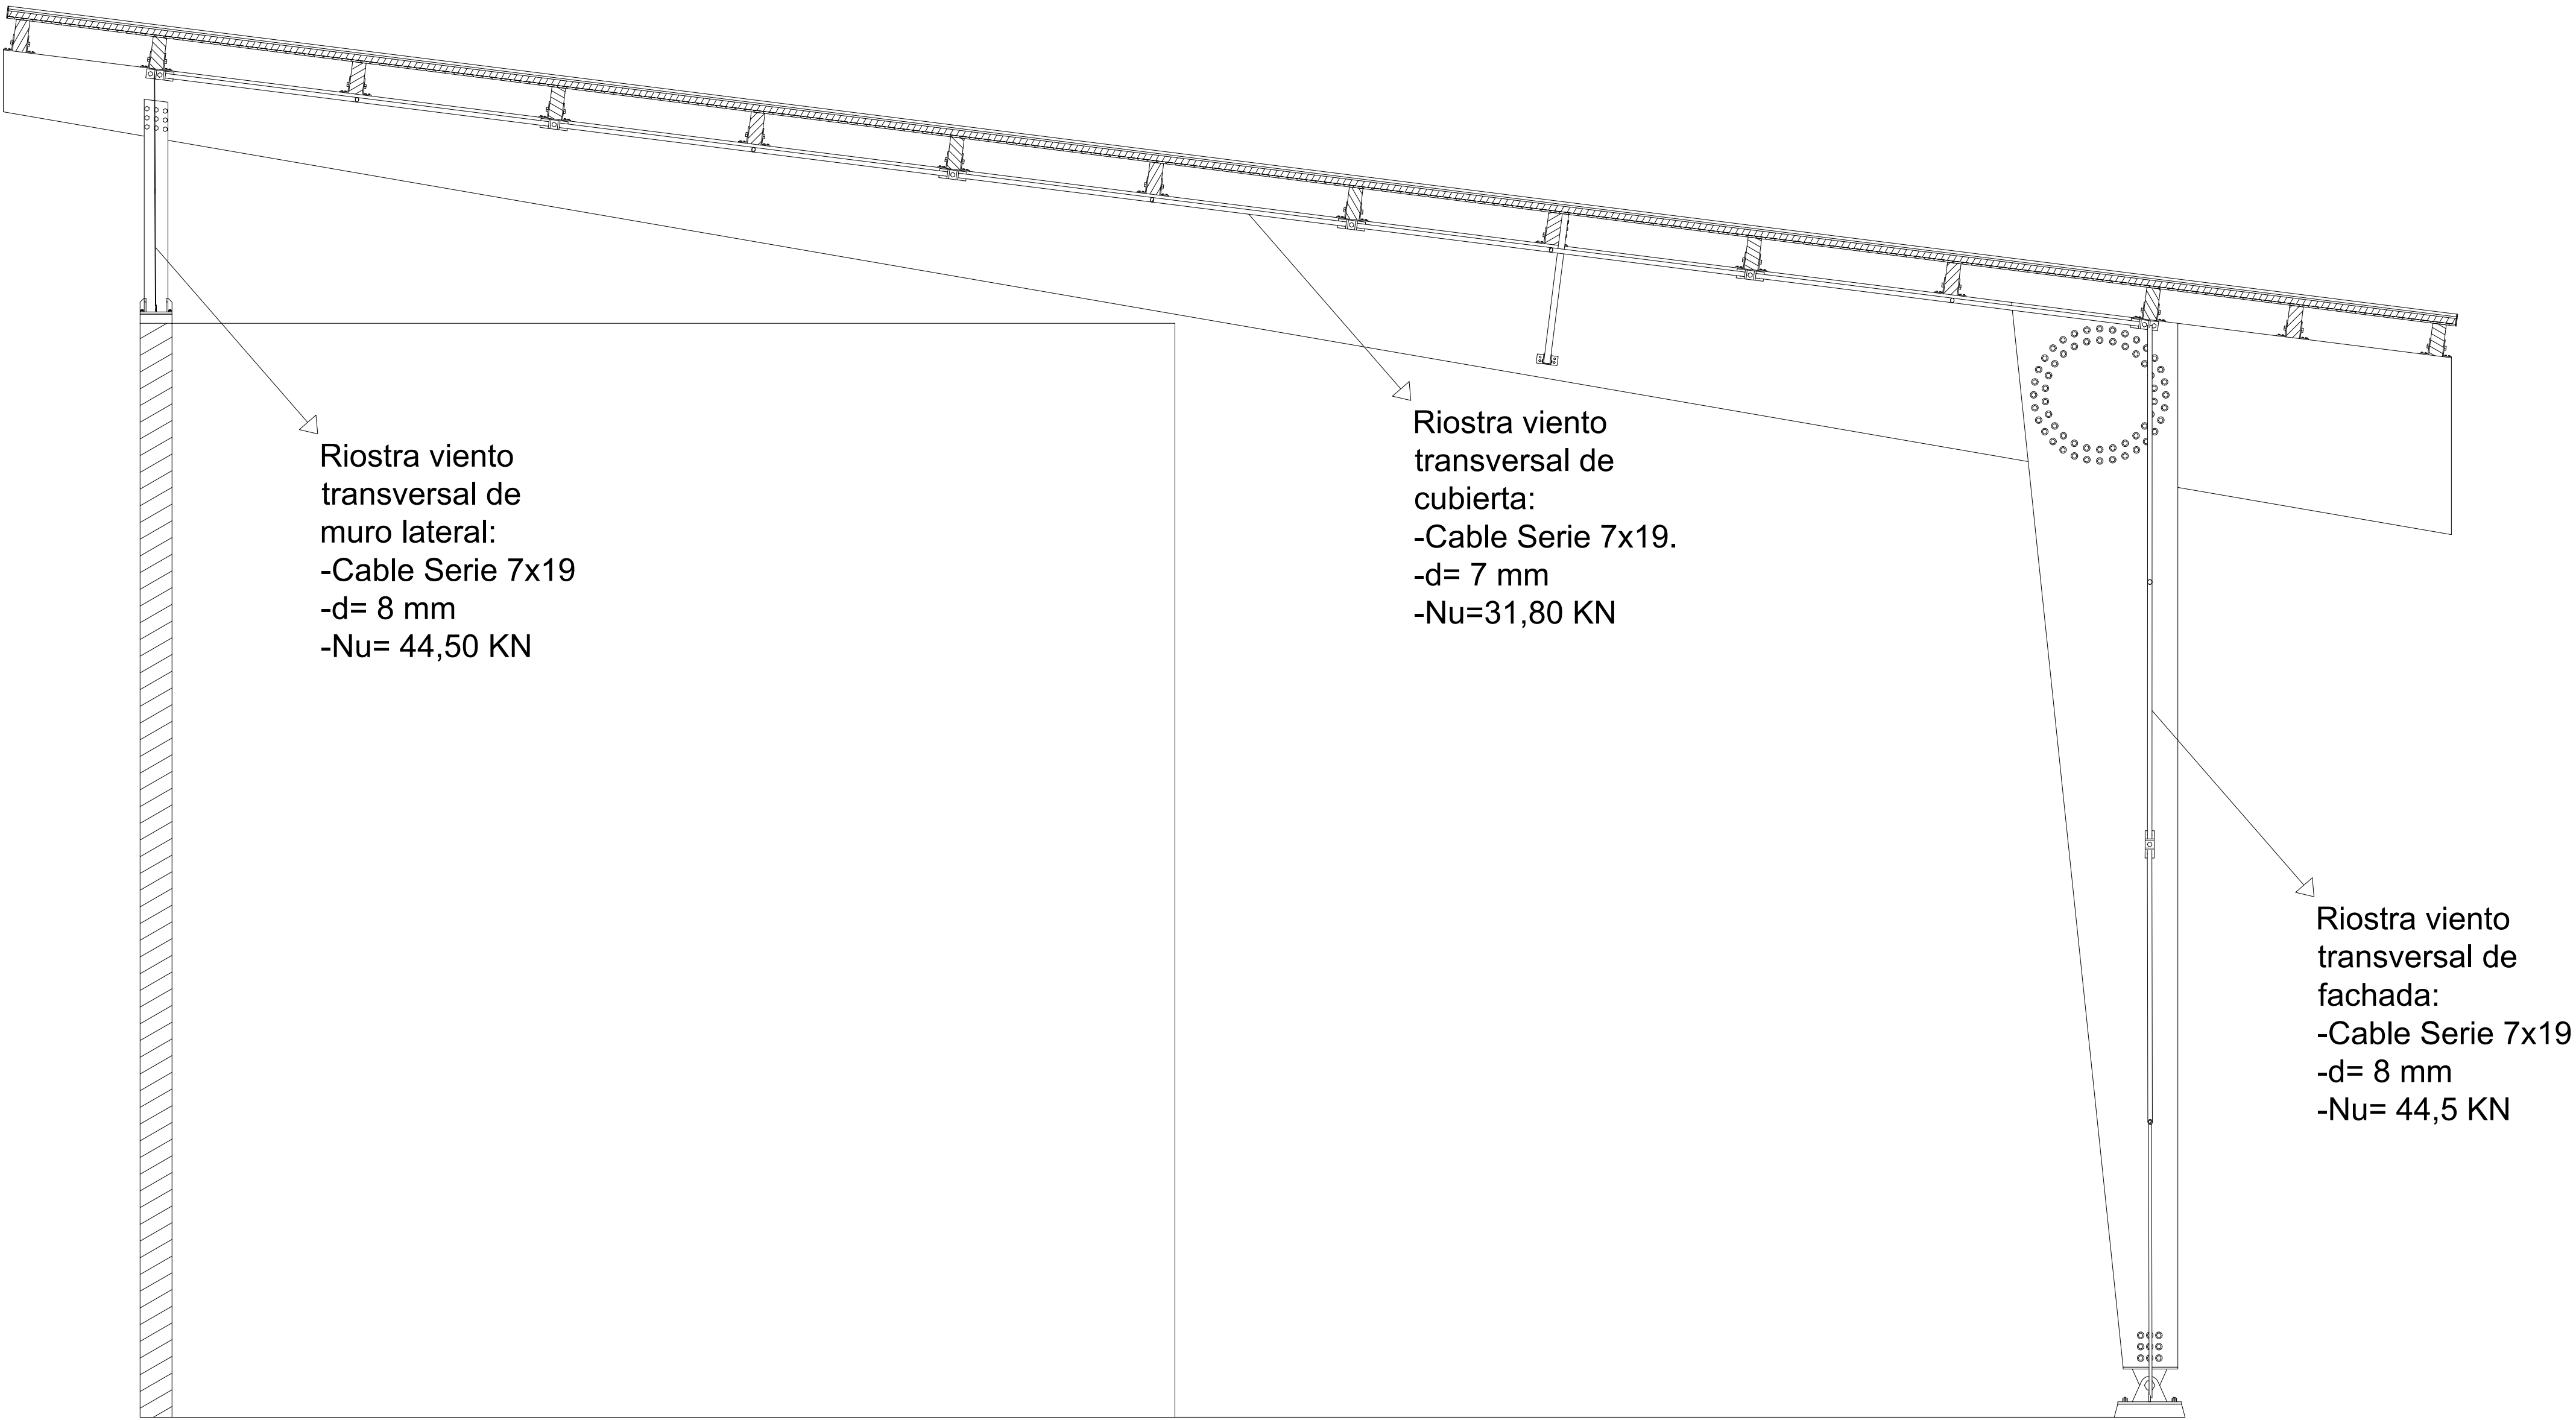 Riostra viento
transversal de
muro lateral:
-Cable Serie 7x19
-d= 8 mm
-Nu= 44,50 KN
Riostra viento
transversal de
cubierta:
-Cable Serie 7x19.
-d= 7 mm
-Nu=31,80 KN
Riostra viento
transversal de
fachada:
-Cable Serie 7x19
-d= 8 mm
-Nu= 44,5 KN